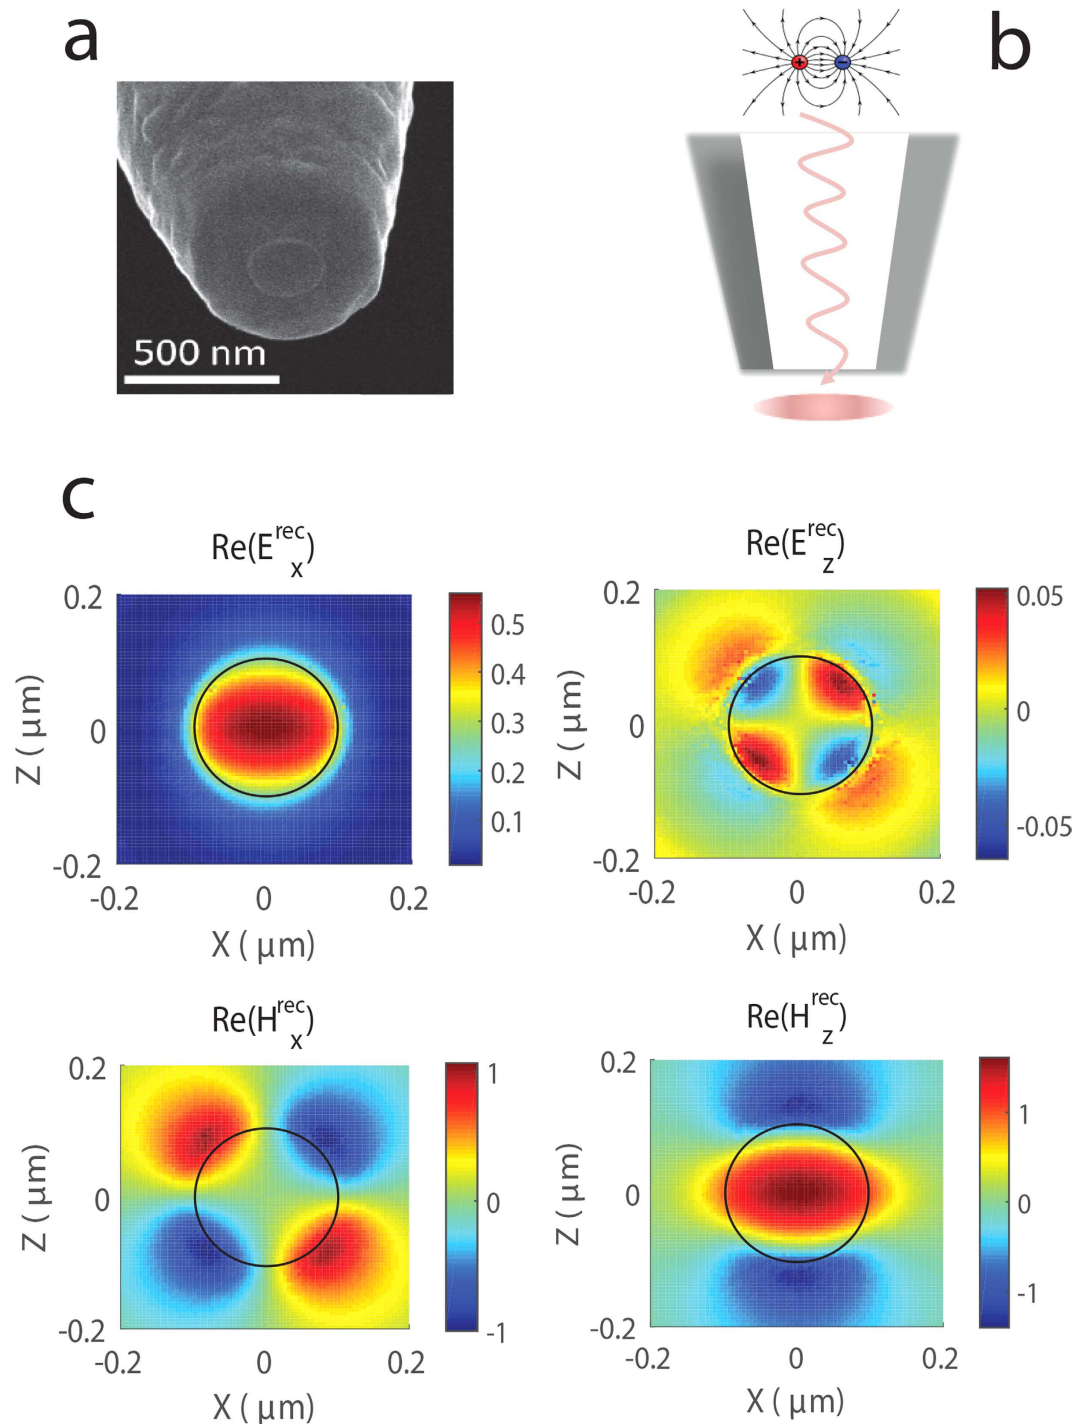 a
b
500 nm
+
−
c
Re(E^rec_x)
0.2
0
-0.2
Z ( μm)
-0.2
0
0.2
X ( μm)
0.5
0.4
0.3
0.2
0.1
Re(E^rec_z)
0.2
0
-0.2
Z ( μm)
-0.2
0
0.2
X ( μm)
0.05
0
-0.05
Re(H^rec_x)
0.2
0
-0.2
Z ( μm)
-0.2
0
0.2
X ( μm)
1
0
-1
Re(H^rec_z)
0.2
0
-0.2
Z ( μm)
-0.2
0
0.2
X ( μm)
1
0
-1